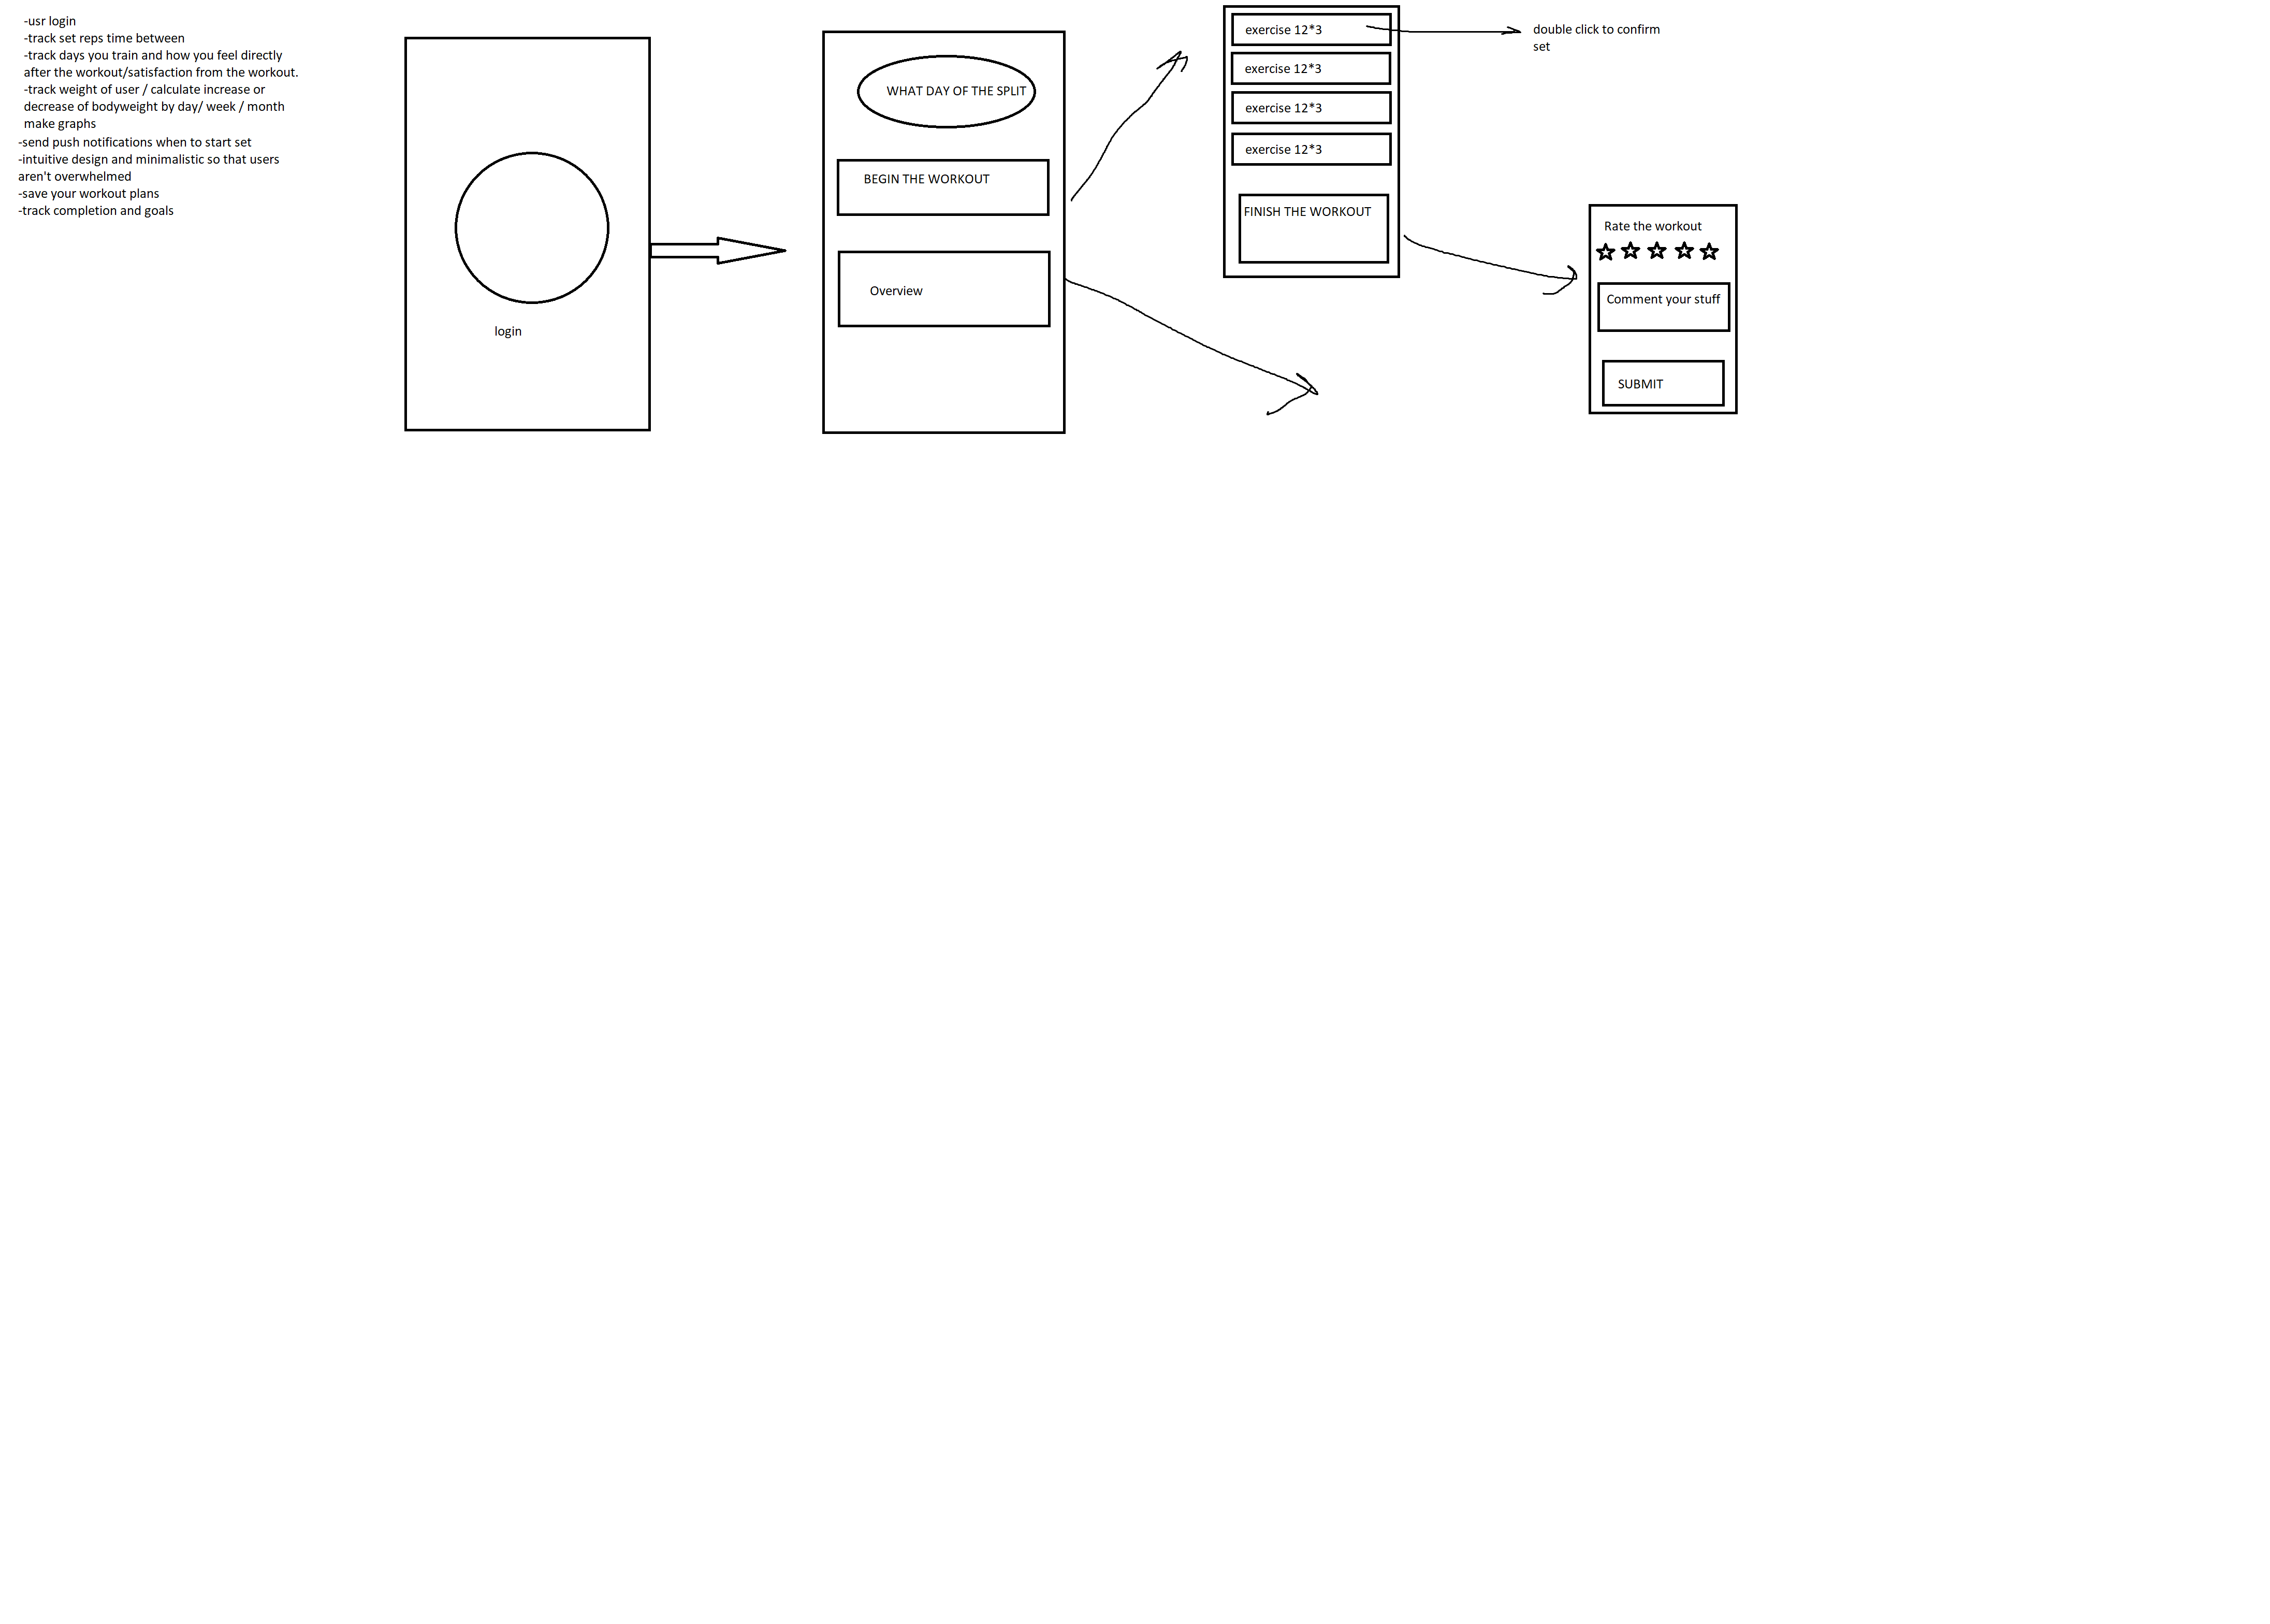 -usr login
-track set reps time between
-track days you train and how you feel directly
after the workout/satisfaction from the workout.
-track weight of user / calculate increase or
decrease of bodyweight by day/ week / month
make graphs
-send push notifications when to start set
-intuitive design and minimalistic so that users
aren't overwhelmed
-save your workout plans
-track completion and goals
login
WHAT DAY OF THE SPLIT
BEGIN THE WORKOUT
Overview
exercise 12*3
exercise 12*3
exercise 12*3
exercise 12*3
FINISH THE WORKOUT
double click to confirm
set
Rate the workout
Comment your stuff
SUBMIT